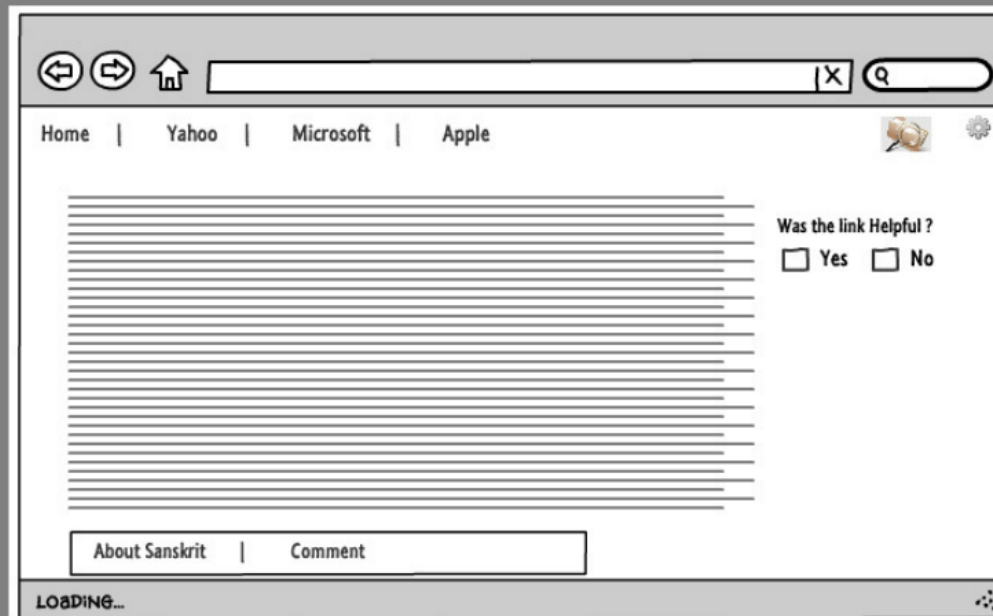 Home | Yahoo | Microsoft | Apple
Was the link Helpful ?
Yes No
About Sanskrit | Comment
LOADING...